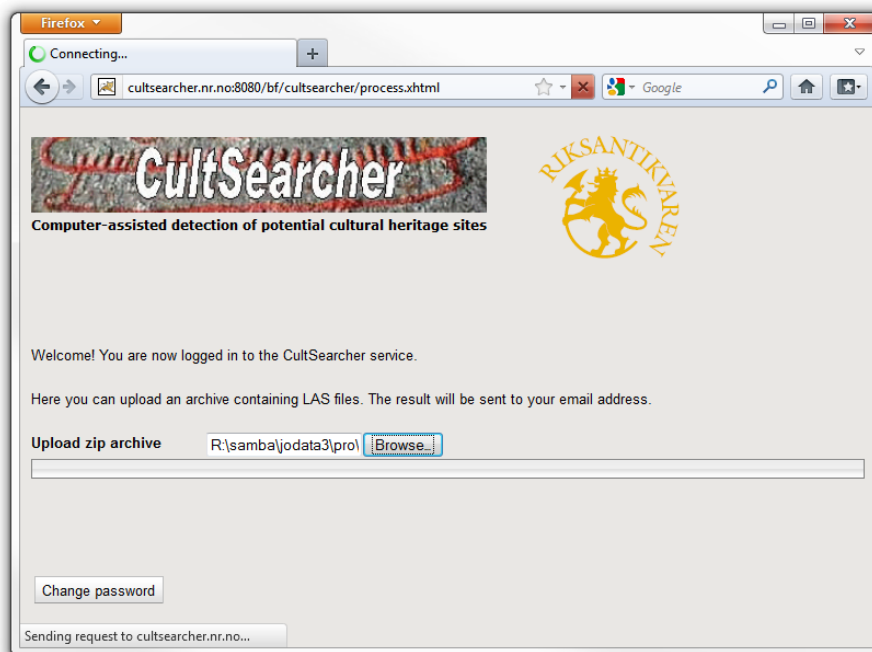 Firefox
Connecting...
cultsearcher.nr.no:8080/bf/cultsearcher/process.xhtml
Google
CultSearcher
RIKSANTIKVAREN
Computer-assisted detection of potential cultural heritage sites
Welcome! You are now logged in to the CultSearcher service.
Here you can upload an archive containing LAS files. The result will be sent to your email address.
Upload zip archive R:\samba\jodata3\pro\ Browse...
Change password
Sending request to cultsearcher.nr.no...